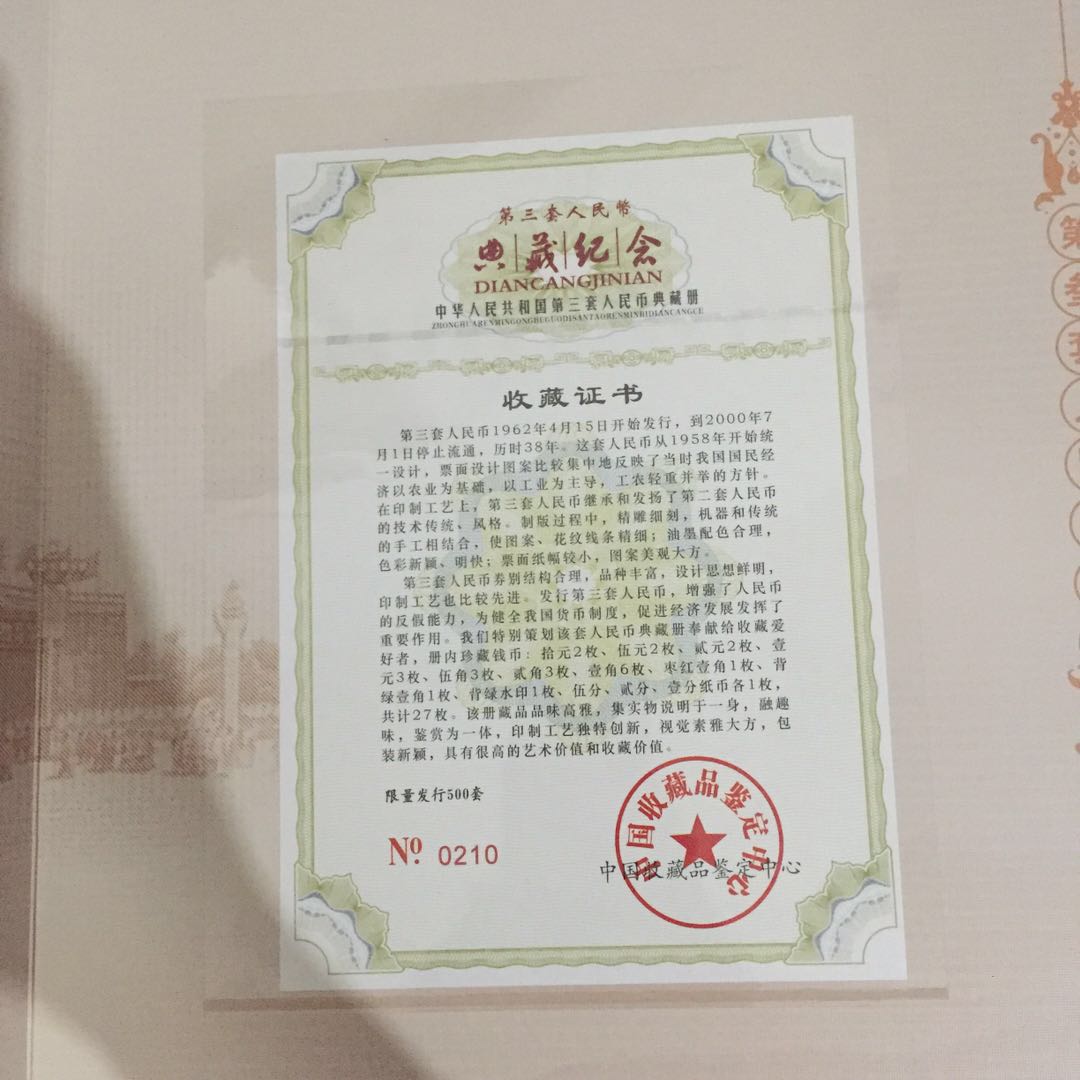 第三套人民幣
典藏纪念
DIANCANGJINIAN
中华人民共和国第三套人民币典藏册
ZHONGHUARENMINGONGHEGUODISANTAORENMINBIDIANCANGCE
收藏证书
第三套人民币1962年4月15日开始发行，到2000年7
月1日停止流通，历时38年。这套人民币从1958年开始统
一设计，票面设计图案比较集中地反映了当时我国国民经
济以农业为基础，以工业为主导，工农轻重并举的方针。
在印制工艺上，第三套人民币继承和发扬了第二套人民币
的技术传统、风格。制版过程中，精雕细刻，机器和传统
的手工相结合，使图案、花纹线条精细；油墨配色合理，
色彩新颖、明快；票面纸幅较小，图案美观大方。
第三套人民币券别结构合理，品种丰富，设计思想鲜明，
印制工艺也比较先进。发行第三套人民币，增强了人民币
的反假能力，为健全我国货币制度，促进经济发展发挥了
重要作用。我们特别策划该套人民币典藏册奉献给收藏爱
好者，册内珍藏钱币：拾元2枚、伍元2枚、贰元2枚、壹
元3枚、伍角3枚、贰角3枚、壹角6枚、枣红壹角1枚、背
绿壹角1枚、背绿水印1枚、伍分、贰分、壹分纸币各1枚，
共计27枚。该册藏品品味高雅，集实物说明于一身，融趣
味，鉴赏为一体，印制工艺独特创新，视觉素雅大方，包
装新颖，具有很高的艺术价值和收藏价值。
限量发行500套
№ 0210
中国收藏品鉴定中心
中国收藏品鉴定中心
第
叁
套